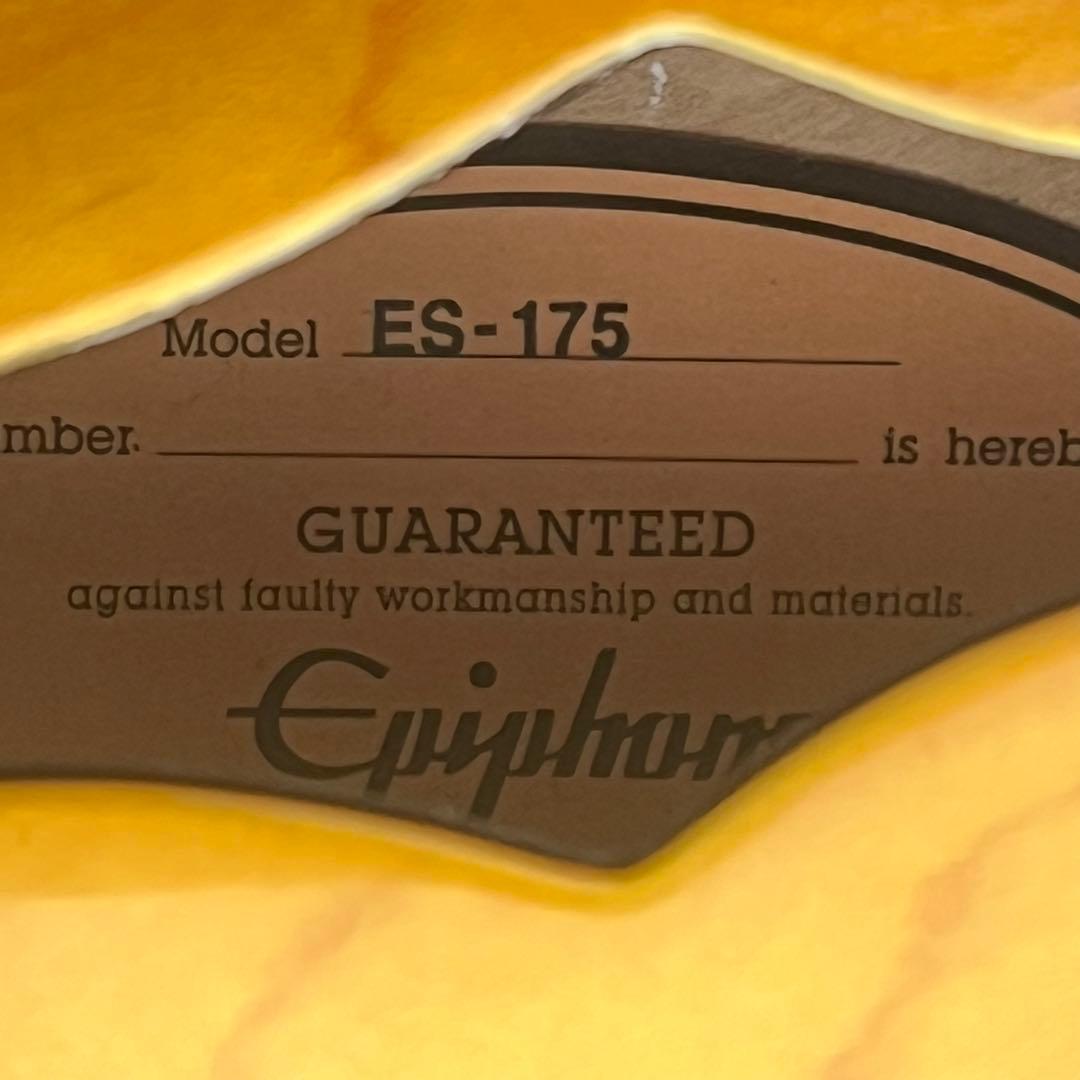 Model ES-175
mber. is hereb
GUARANTEED
against faulty workmanship and materials.
Epiphon